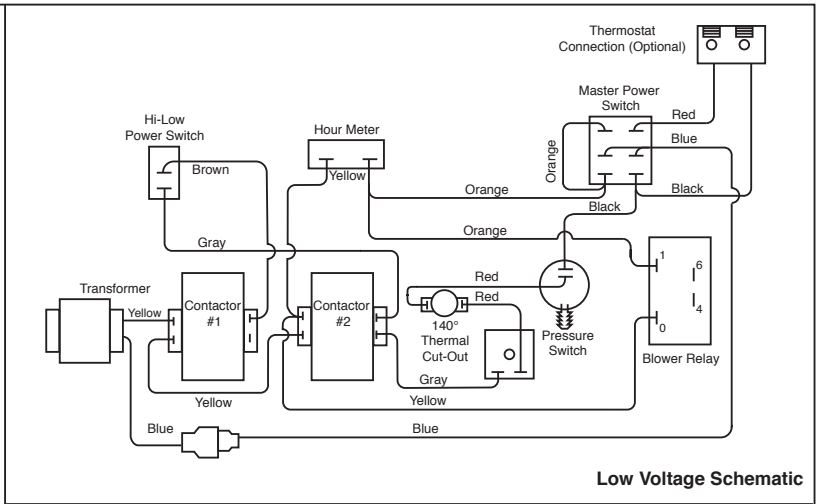 Thermostat
Connection (Optional)
Master Power
Switch
Hi-Low
Power Switch
Hour Meter
Red
Blue
Brown
Orange
Yellow
Orange
Black
Black
Orange
Gray
1
6
4
0
Transformer
Yellow
Contactor
#1
Contactor
#2
Red
Red
140°
Thermal
Cut-Out
Pressure
Switch
Blower Relay
Gray
Yellow
Yellow
Blue
Blue
Low Voltage Schematic